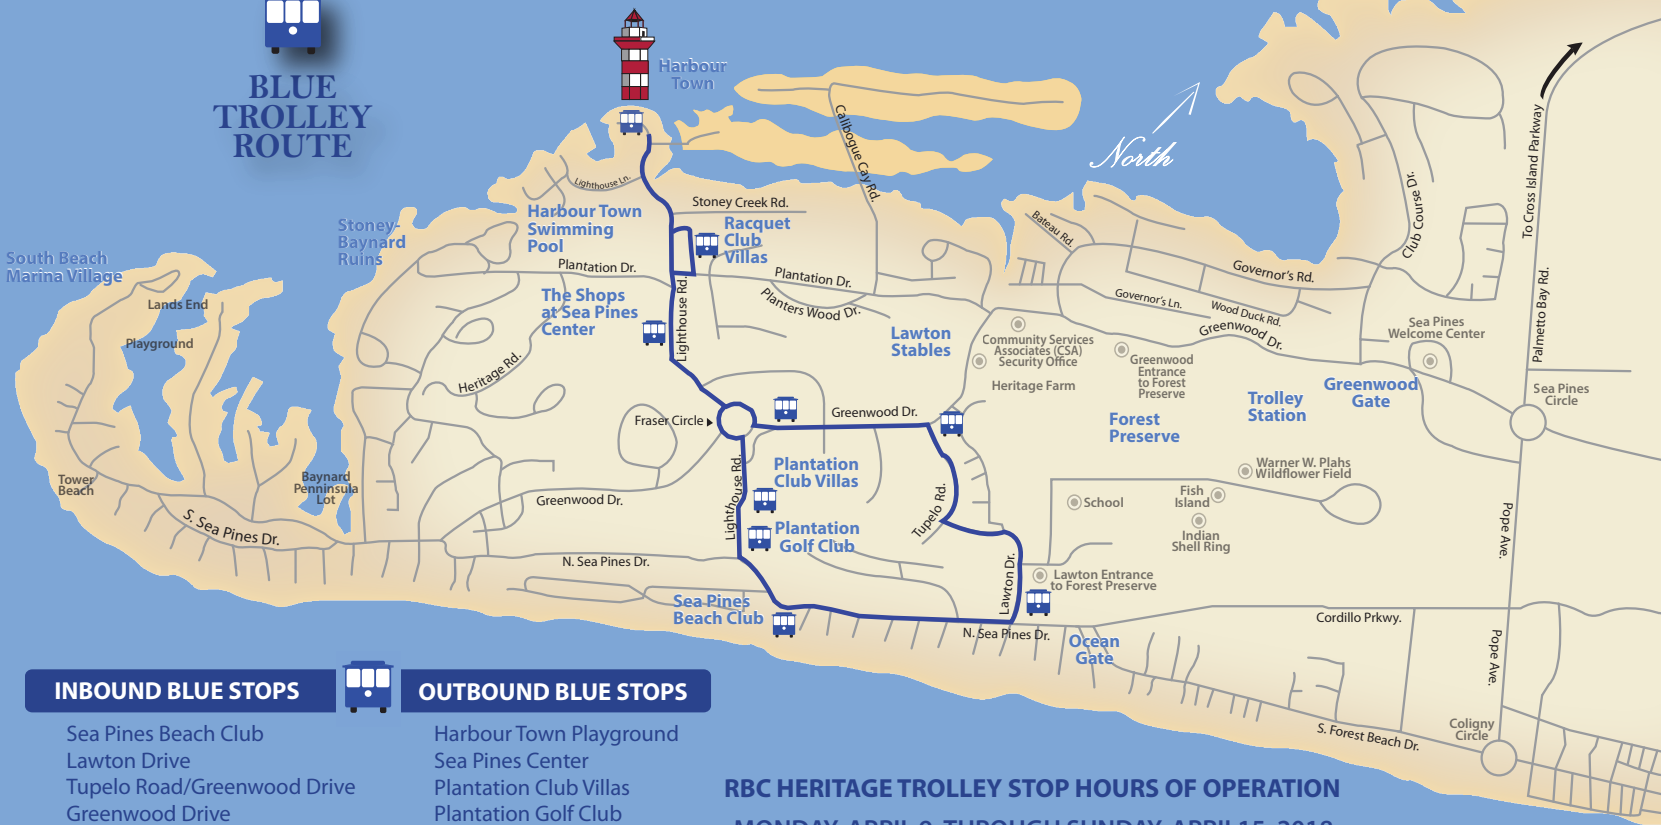 BLUE
TROLLEY
ROUTE
Harbour
Town
Calibogue Cay Rd.
North
To Cross Island Parkway
Club Course Dr.
Palmetto Bay Rd.
Lighthouse Ln.
Stoney Creek Rd.
Harbour Town
Swimming
Pool
Racquet
Club
Villas
Stoney-
Baynard
Ruins
South Beach
Marina Village
Bateau Rd.
Governor's Rd.
Plantation Dr.
Plantation Dr.
Planters Wood Dr.
Governor's Ln.
Wood Duck Rd.
Greenwood Dr.
Lands End
Playground
The Shops
at Sea Pines
Center
Lighthouse Rd.
Lawton
Stables
Community Services
Associates (CSA)
Security Office
Heritage Farm
Greenwood
Entrance
to Forest
Preserve
Sea Pines
Welcome Center
Heritage Rd.
Greenwood
Gate
Trolley
Station
Forest
Preserve
Sea Pines
Circle
Fraser Circle
Greenwood Dr.
Tower
Beach
Baynard
Penninsula
Lot
Lighthouse Rd.
Plantation
Club Villas
Warner W. Plahs
Wildflower Field
School
Fish
Island
Indian
Shell Ring
Greenwood Dr.
S. Sea Pines Dr.
Plantation
Golf Club
Tupelo Rd.
Pope Ave.
N. Sea Pines Dr.
Lawton Dr.
Lawton Entrance
to Forest Preserve
Sea Pines
Beach Club
N. Sea Pines Dr.
Ocean
Gate
Cordillo Prkwy.
Pope Ave.
S. Forest Beach Dr.
Coligny
Circle
INBOUND BLUE STOPS
Sea Pines Beach Club
Lawton Drive
Tupelo Road/Greenwood Drive
Greenwood Drive
OUTBOUND BLUE STOPS
Harbour Town Playground
Sea Pines Center
Plantation Club Villas
Plantation Golf Club
RBC HERITAGE TROLLEY STOP HOURS OF OPERATION
MONDAY, APRIL 9, THROUGH SUNDAY, APRIL 15, 2018